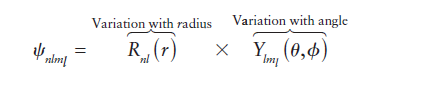 Variation with radius Variation with angle
ψnlml = Rnl(r) × Ylml(θ,ϕ)